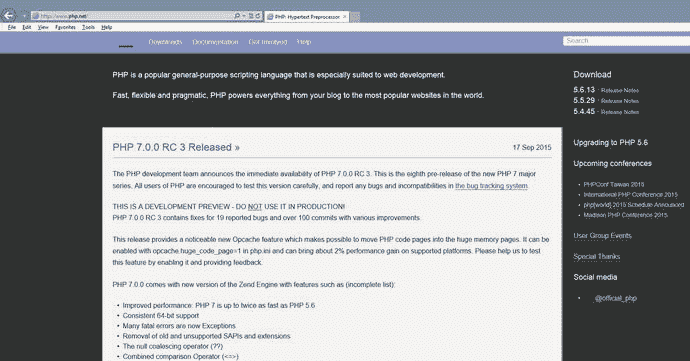 http://www.php.net/
PHP: Hypertext Preprocessor
File Edit View Favorites Tools Help
Downloads Documentation Get Involved Help
Search
PHP is a popular general-purpose scripting language that is especially suited to web development.
Fast, flexible and pragmatic, PHP powers everything from your blog to the most popular websites in the world.
PHP 7.0.0 RC 3 Released »
17 Sep 2015
The PHP development team announces the immediate availability of PHP 7.0.0 RC 3. This is the eighth pre-release of the new PHP 7 major
series. All users of PHP are encouraged to test this version carefully, and report any bugs and incompatibilities in the bug tracking system.
THIS IS A DEVELOPMENT PREVIEW - DO NOT USE IT IN PRODUCTION!
PHP 7.0.0 RC 3 contains fixes for 19 reported bugs and over 100 commits with various improvements.
This release provides a noticeable new Opcache feature which makes possible to move PHP code pages into the huge memory pages. It can be
enabled with opcache.huge_code_page=1 in php.ini and can bring about 2% performance gain on supported platforms. Please help us to test
this feature by enabling it and providing feedback.
PHP 7.0.0 comes with new version of the Zend Engine with features such as (incomplete list):
• Improved performance: PHP 7 is up to twice as fast as PHP 5.6
• Consistent 64-bit support
• Many fatal errors are now Exceptions
• Removal of old and unsupported SAPIs and extensions
• The null coalescing operator (??)
• Combined comparison Operator (<=>)
Download
5.6.13 · Release Notes
5.5.29 · Release Notes
5.4.45 · Release Notes
Upgrading to PHP 5.6
Upcoming conferences
• PHPConf Taiwan 2015
• International PHP Conference 2015
• php[world] 2015 Schedule Announced
• Madison PHP Conference 2015
User Group Events
Special Thanks
Social media
• @official_php